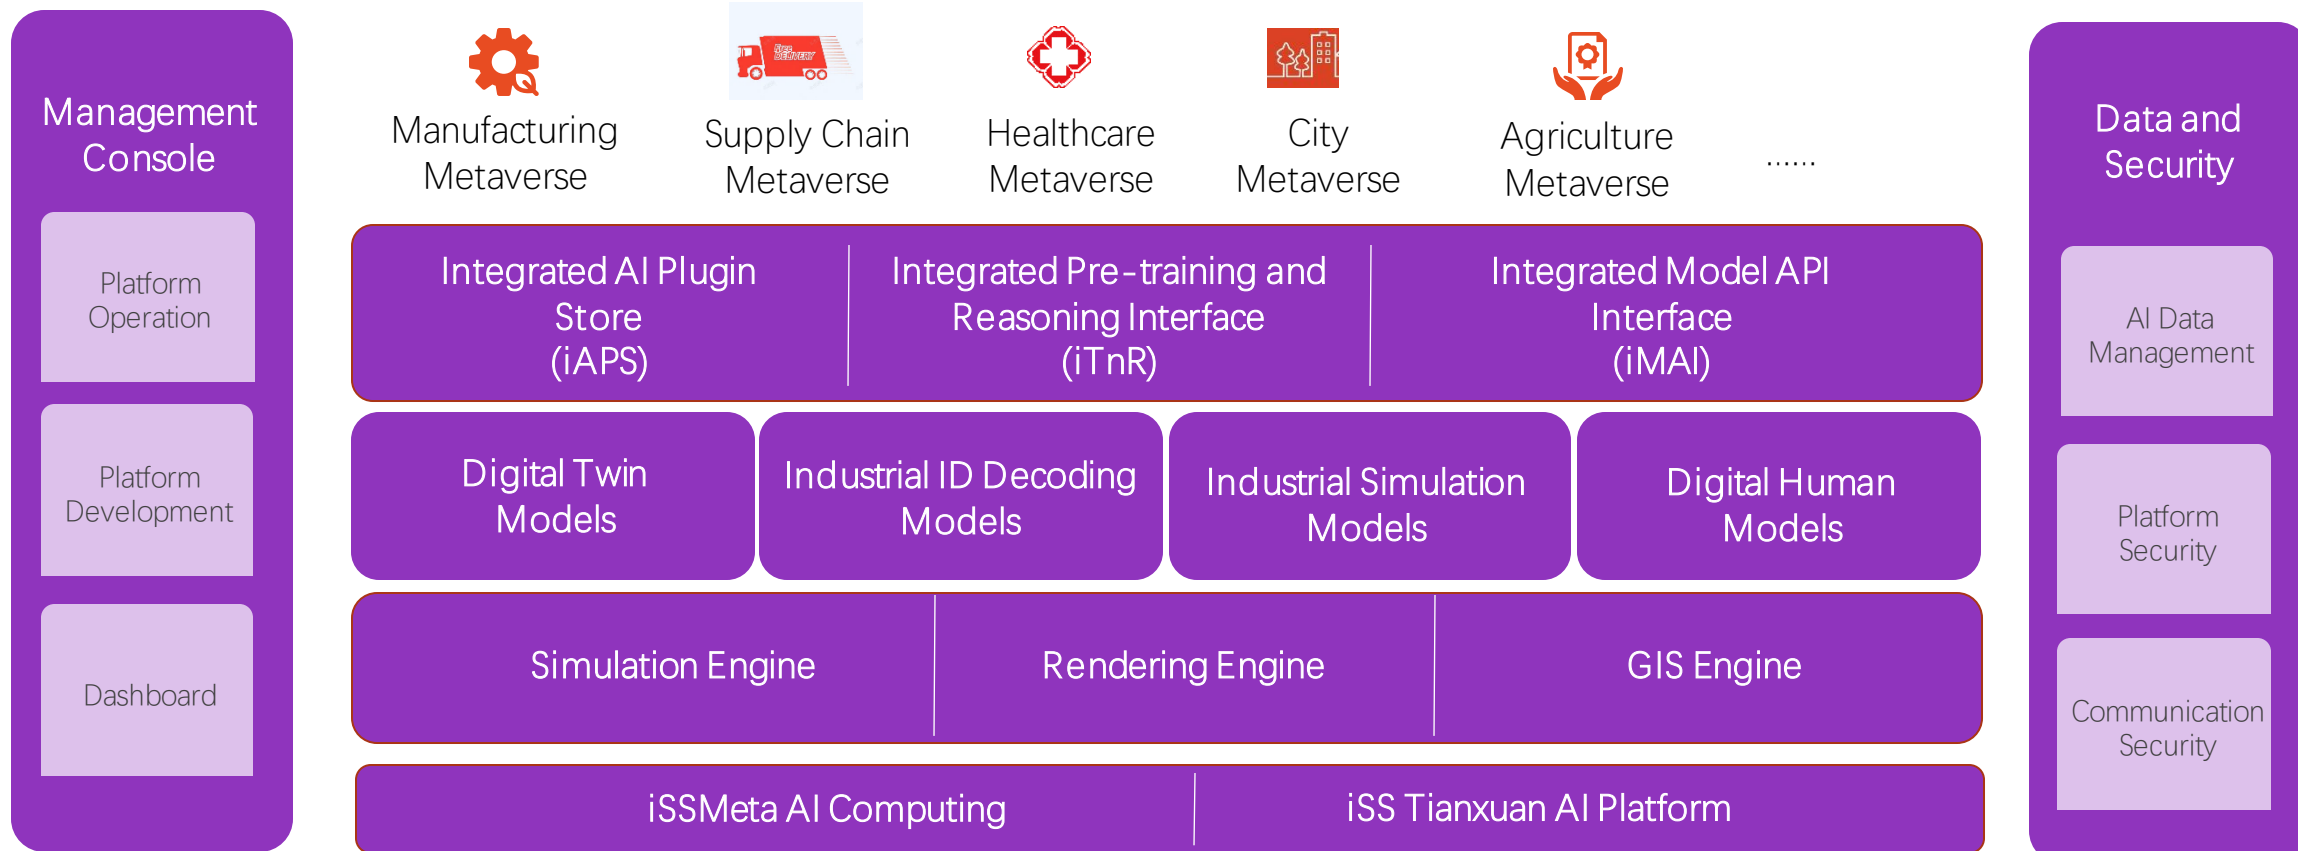 Management
Console
Platform
Operation
Platform
Development
Dashboard
Free
DELIVERY
Manufacturing
Metaverse
Supply Chain
Metaverse
Healthcare
Metaverse
City
Metaverse
Agriculture
Metaverse
......
Integrated AI Plugin
Store
(iAPS)
Integrated Pre-training and
Reasoning Interface
(iTnR)
Integrated Model API
Interface
(iMAI)
Digital Twin
Models
Industrial ID Decoding
Models
Industrial Simulation
Models
Digital Human
Models
Simulation Engine
Rendering Engine
GIS Engine
iSSMeta AI Computing
iSS Tianxuan AI Platform
Data and
Security
AI Data
Management
Platform
Security
Communication
Security